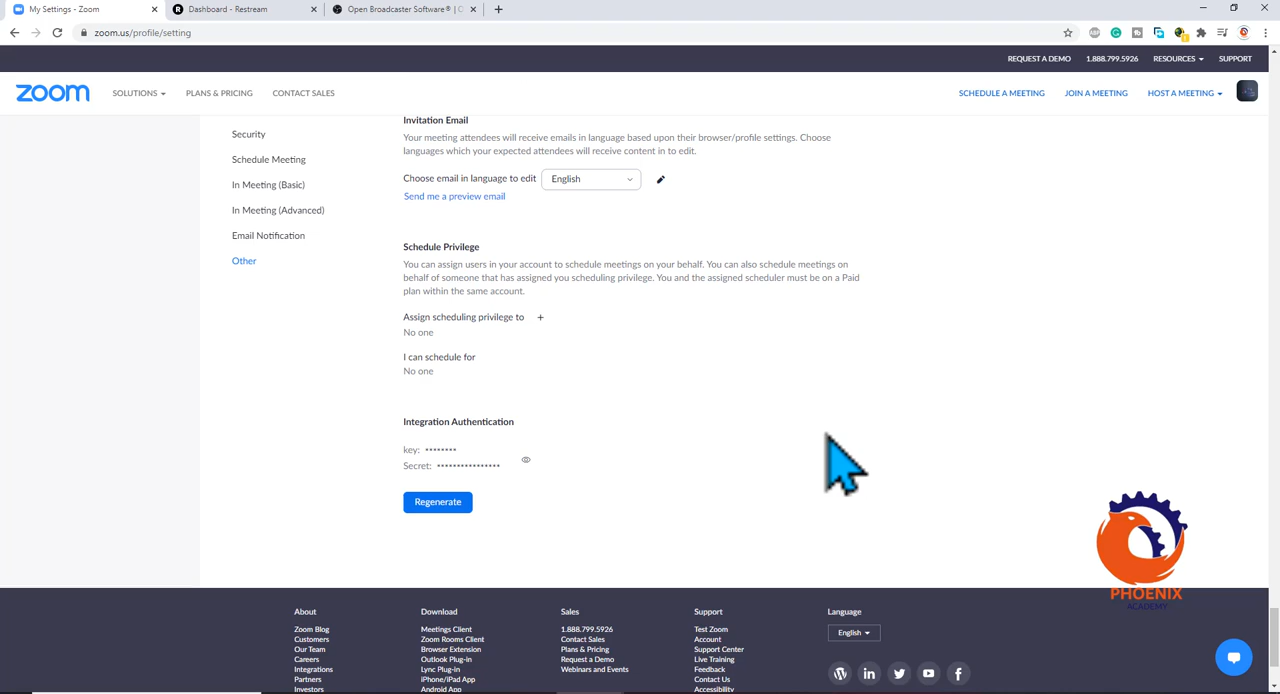 My Settings - Zoom
Dashboard - Restream
Open Broadcaster Software® | O
zoom.us/profile/setting
REQUEST A DEMO 1.888.799.5926 RESOURCES SUPPORT
zoom SOLUTIONS PLANS & PRICING CONTACT SALES SCHEDULE A MEETING JOIN A MEETING HOST A MEETING
Security
Schedule Meeting
In Meeting (Basic)
In Meeting (Advanced)
Email Notification
Other
Invitation Email
Your meeting attendees will receive emails in language based upon their browser/profile settings. Choose
languages which your expected attendees will receive content in to edit.
Choose email in language to edit English
Send me a preview email
Schedule Privilege
You can assign users in your account to schedule meetings on your behalf. You can also schedule meetings on
behalf of someone that has assigned you scheduling privilege. You and the assigned scheduler must be on a Paid
plan within the same account.
Assign scheduling privilege to +
No one
I can schedule for
No one
Integration Authentication
key: ••••••••
Secret: ••••••••••••••••
Regenerate
PHOENIX
ACADEMY
About
Zoom Blog
Customers
Our Team
Careers
Integrations
Partners
Investors
Download
Meetings Client
Zoom Rooms Client
Browser Extension
Outlook Plug-in
Lync Plug-in
iPhone/iPad App
Android App
Sales
1.888.799.5926
Contact Sales
Plans & Pricing
Request a Demo
Webinars and Events
Support
Test Zoom
Account
Support Center
Live Training
Feedback
Contact Us
Accessibility
Language
English